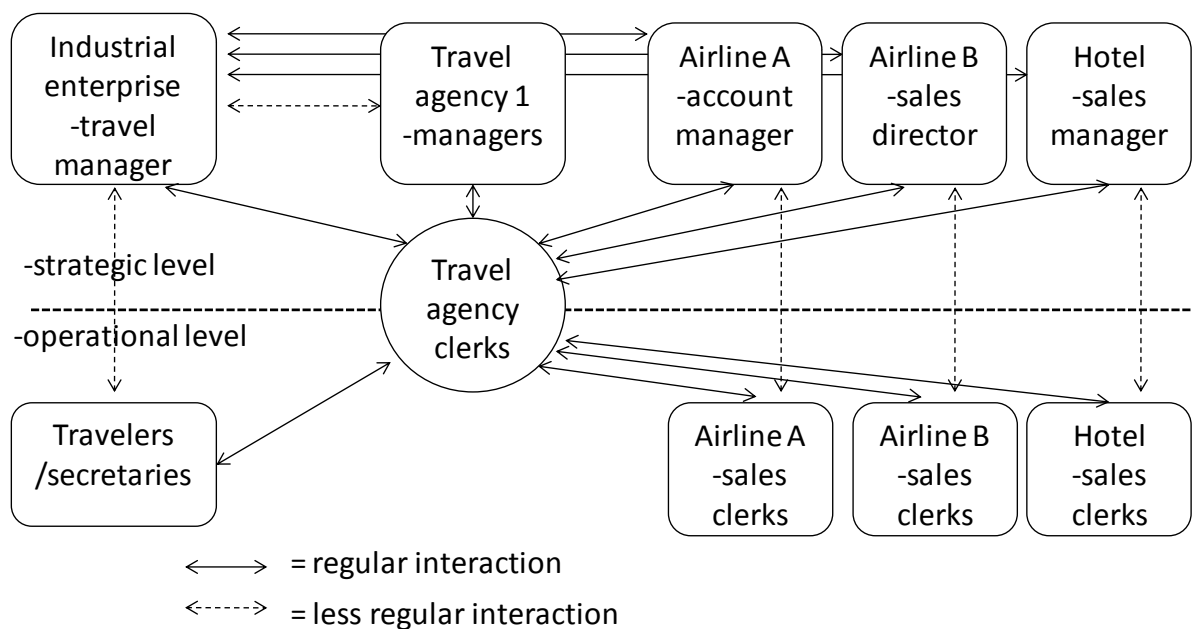 Industrial
enterprise
-travel
manager
Travel
agency 1
-managers
Airline A
-account
manager
Airline B
-sales
director
Hotel
-sales
manager
-strategic level
-operational level
Travel
agency
clerks
Travelers
/secretaries
Airline A
-sales
clerks
Airline B
-sales
clerks
Hotel
-sales
clerks
= regular interaction
= less regular interaction